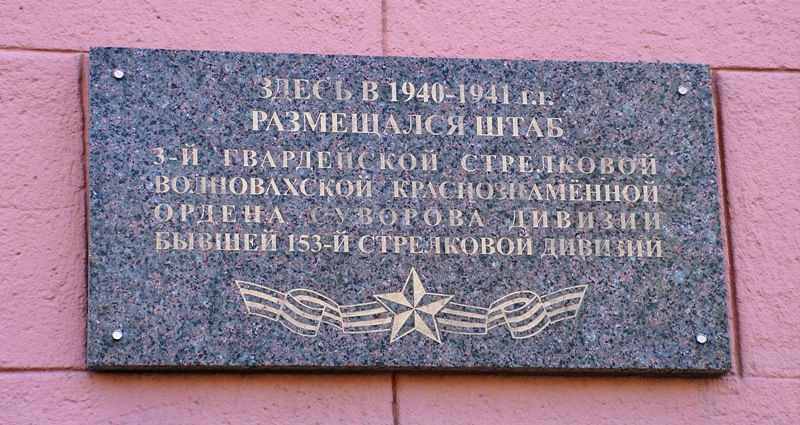 ЗДЕСЬ В 1940-1941 г.г.
РАЗМЕЩАЛСЯ ШТАБ
3-Й ГВАРДЕЙСКОЙ СТРЕЛКОВОЙ
ВОЛНОВАХСКОЙ КРАСНОЗНАМЁННОЙ
ОРДЕНА СУВОРОВА ДИВИЗИИ
БЫВШЕЙ 153-Й СТРЕЛКОВОЙ ДИВИЗИИ